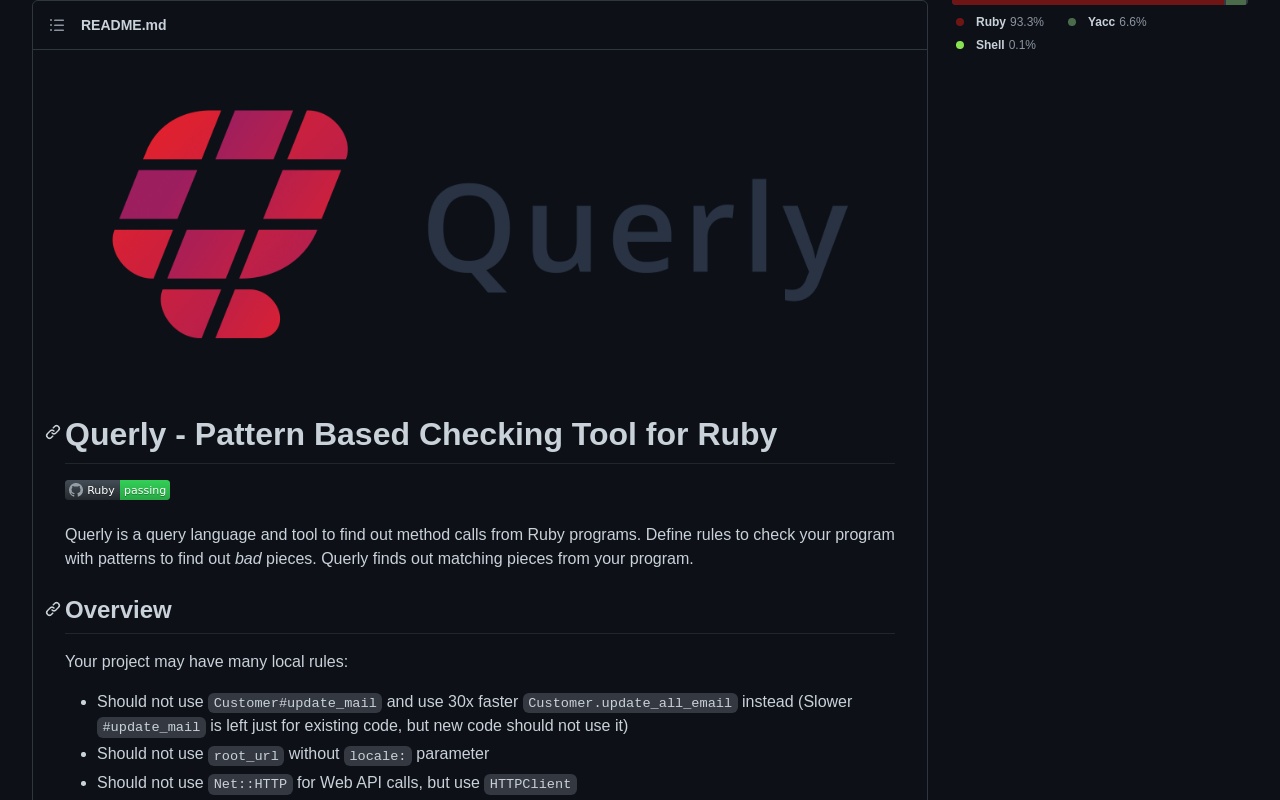 README.md
Ruby 93.3% Yacc 6.6%
Shell 0.1%
Querly
Querly - Pattern Based Checking Tool for Ruby
Ruby passing
Querly is a query language and tool to find out method calls from Ruby programs. Define rules to check your program
with patterns to find out bad pieces. Querly finds out matching pieces from your program.
Overview
Your project may have many local rules:
• Should not use Customer#update_mail and use 30x faster Customer.update_all_email instead (Slower
#update_mail is left just for existing code, but new code should not use it)
• Should not use root_url without locale: parameter
• Should not use Net::HTTP for Web API calls, but use HTTPClient